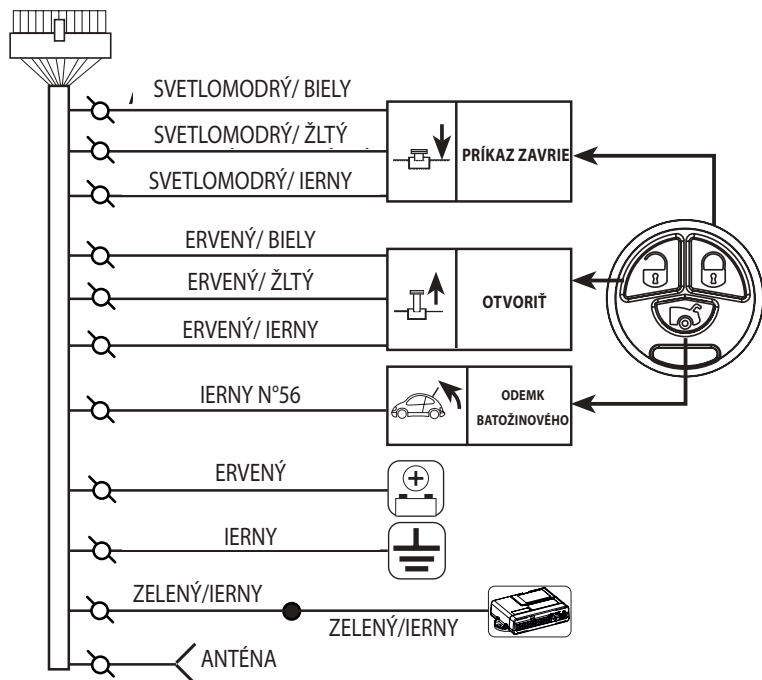 SVETLOMODRÝ/ BIELY
SVETLOMODRÝ/ ŽLTÝ
SVETLOMODRÝ/ IERNY
PRÍKAZ ZAVRIE
ERVENÝ/ BIELY
ERVENÝ/ ŽLTÝ
ERVENÝ/ IERNY
OTVORIŤ
IERNY N°56
ODEMK
BATOŽINOVÉHO
ERVENÝ
IERNY
ZELENÝ/IERNY
ZELENÝ/IERNY
ANTÉNA